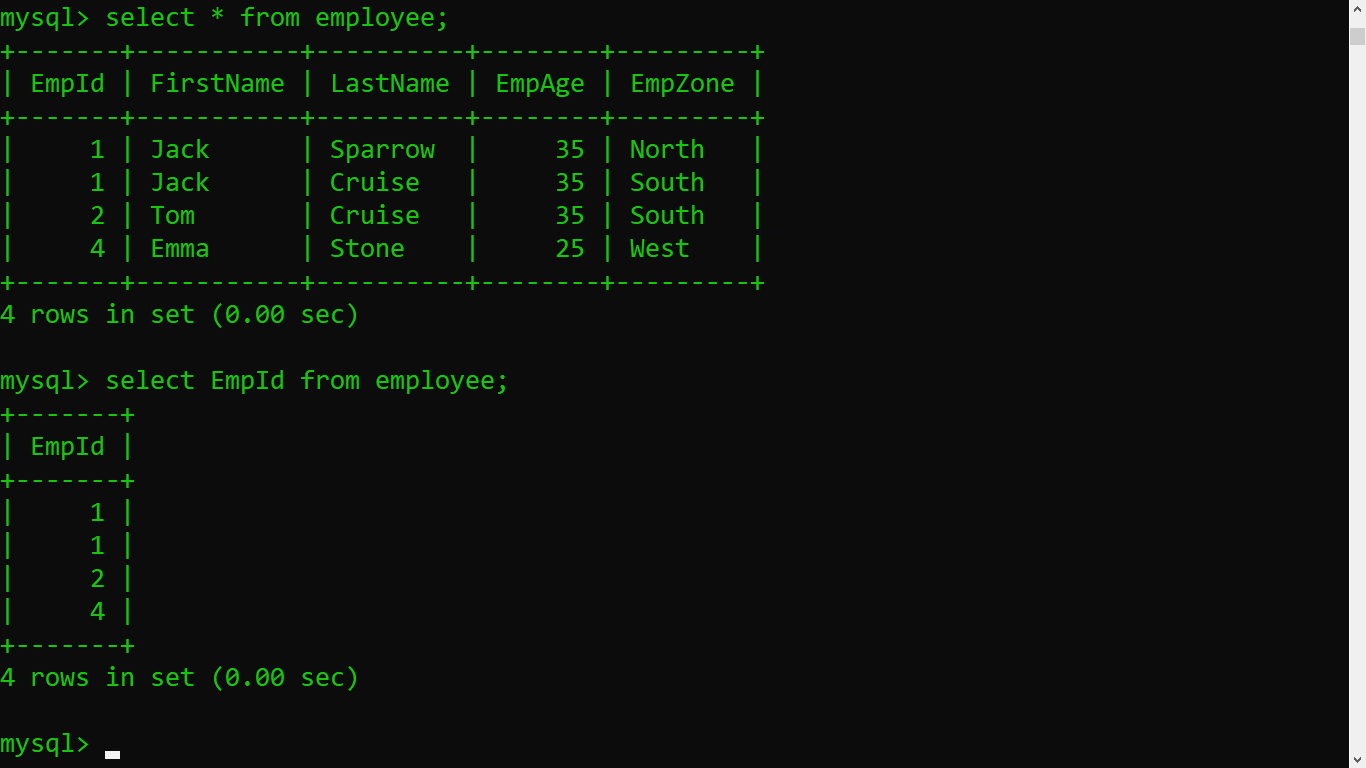 mysql> select * from employee;
+-------+-----------+----------+--------+---------+
| EmpId | FirstName | LastName | EmpAge | EmpZone |
+-------+-----------+----------+--------+---------+
|     1 | Jack      | Sparrow  |     35 | North   |
|     1 | Jack      | Cruise   |     35 | South   |
|     2 | Tom       | Cruise   |     35 | South   |
|     4 | Emma      | Stone    |     25 | West    |
+-------+-----------+----------+--------+---------+
4 rows in set (0.00 sec)

mysql> select EmpId from employee;
+-------+
| EmpId |
+-------+
|     1 |
|     1 |
|     2 |
|     4 |
+-------+
4 rows in set (0.00 sec)

mysql>